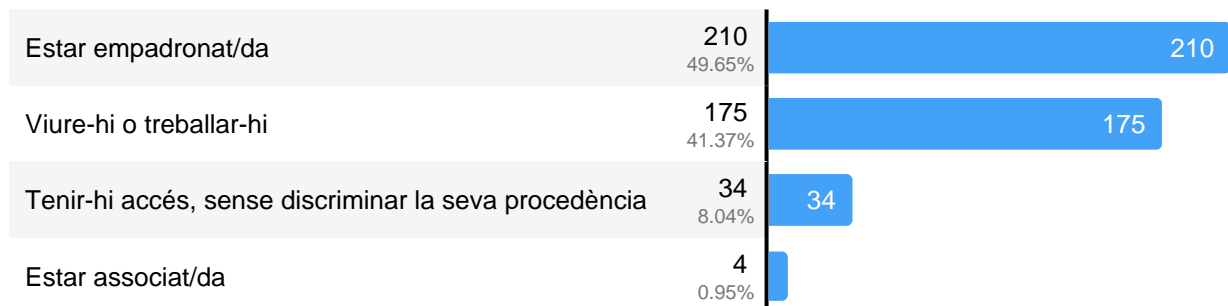 Estar empadronat/da 210 210
49.65%
Viure-hi o treballar-hi 175 175
41.37%
Tenir-hi accés, sense discriminar la seva procedència 34 34
8.04%
Estar associat/da 4
0.95%